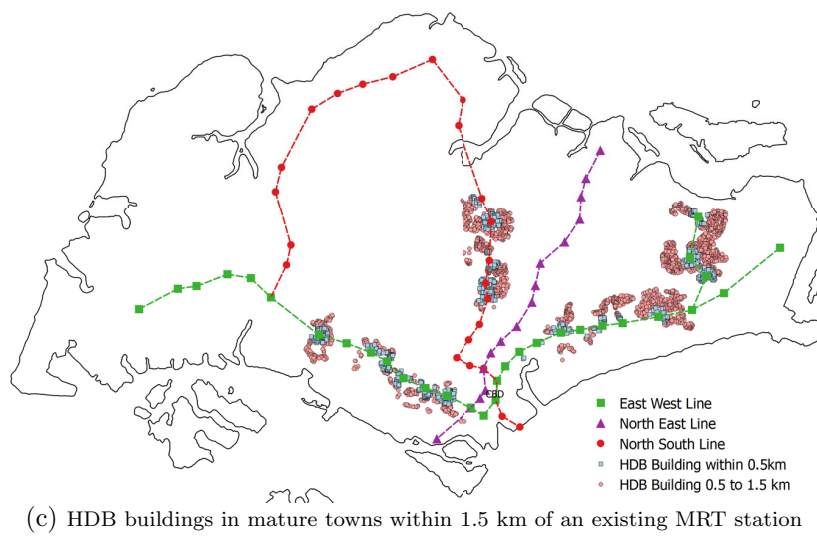 CBD
East West Line
North East Line
North South Line
HDB Building within 0.5km
HDB Building 0.5 to 1.5 km
(c) HDB buildings in mature towns within 1.5 km of an existing MRT station